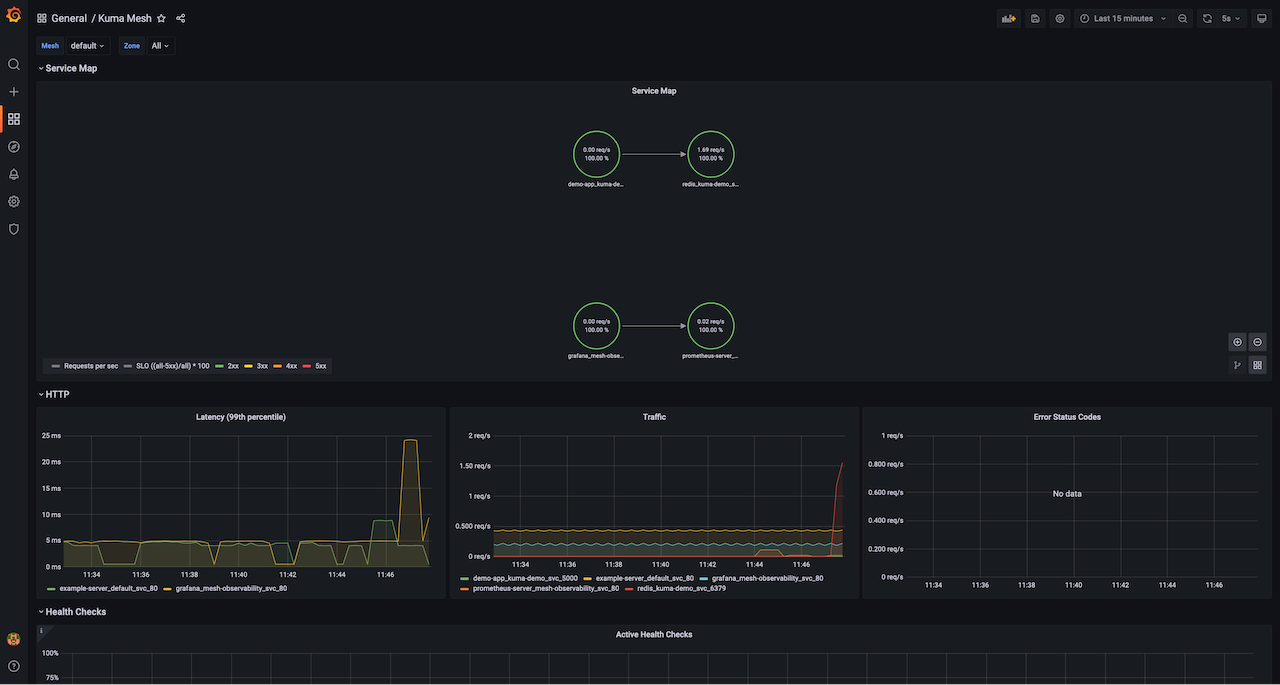 General / Kuma Mesh
Last 15 minutes
5s
Mesh default Zone All
Service Map
Service Map
0.00 req/s
100.00 %
demo-app_kuma-de...
1.69 req/s
100.00 %
redis_kuma-demo_s...
0.00 req/s
100.00 %
grafana_mesh-obse...
0.02 req/s
100.00 %
prometheus-server_...
Requests per sec SLO ((all-5xx)/all) * 100 2xx 3xx 4xx 5xx
HTTP
Latency (99th percentile)
25 ms
20 ms
15 ms
10 ms
5 ms
0 ms
11:34 11:36 11:38 11:40 11:42 11:44 11:46
example-server_default_svc_80 grafana_mesh-observability_svc_80
Traffic
2 req/s
1.50 req/s
1 req/s
0.500 req/s
0 req/s
11:34 11:36 11:38 11:40 11:42 11:44 11:46
demo-app_kuma-demo_svc_5000 example-server_default_svc_80 grafana_mesh-observability_svc_80
prometheus-server_mesh-observability_svc_80 redis_kuma-demo_svc_6379
Error Status Codes
1 req/s
0.800 req/s
0.600 req/s
0.400 req/s
0.200 req/s
0 req/s
No data
11:34 11:36 11:38 11:40 11:42 11:44 11:46
Health Checks
i
Active Health Checks
100%
75%